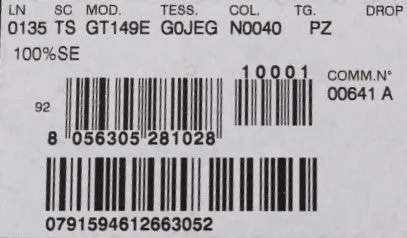 LN SC MOD. TESS. COL. TG. DROP
0135 TS GT149E G0JEG N0040 PZ
100%SE
10001 COMM.N°
00641 A
92
8 056305 281028
0791594612663052